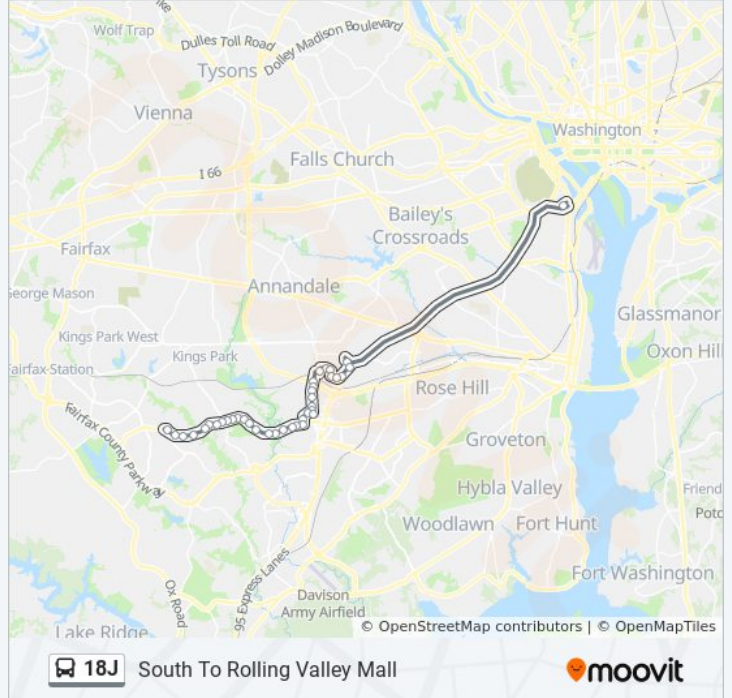 ke
Wolf Trap
Dulles Toll Road
Dolley Madison Boulevard
Tysons
Vienna
Washington
Falls Church
I 66
Bailey's
Crossroads
Fairfax
Annandale
George Mason
Glassmanor
Kings Park West
Kings Park
Oxon Hill
Fairfax Station
Rose Hill
Fairfax County Parkway
Groveton
Hybla Valley
Friend
Poto
Woodlawn
Fort Hunt
95 Express Lanes
Fort Washington
Ox Road
Davison
Army Airfield
Lake Ridge
© OpenStreetMap contributors | © OpenMapTiles
18J South To Rolling Valley Mall
moovit